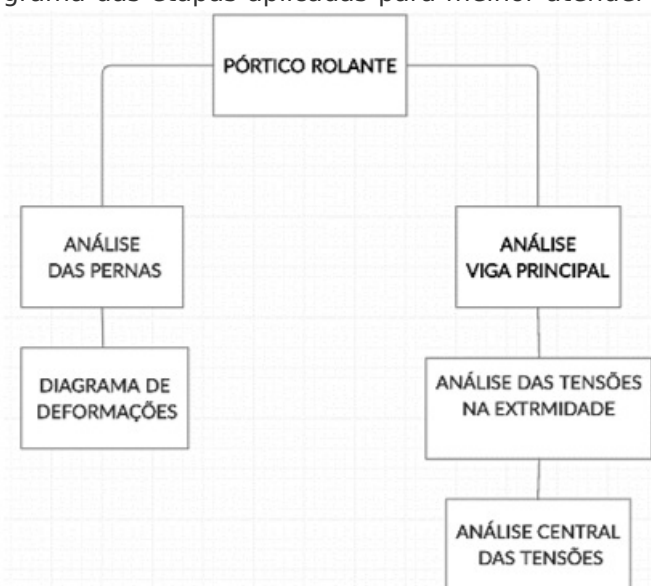 grama das etapas aplicadas para melhor atender
PÓRTICO ROLANTE
ANÁLISE
DAS PERNAS
ANÁLISE
VIGA PRINCIPAL
DIAGRAMA DE
DEFORMAÇÕES
ANÁLISE DAS TENSÕES
NA EXTRMIDADE
ANÁLISE CENTRAL
DAS TENSÕES